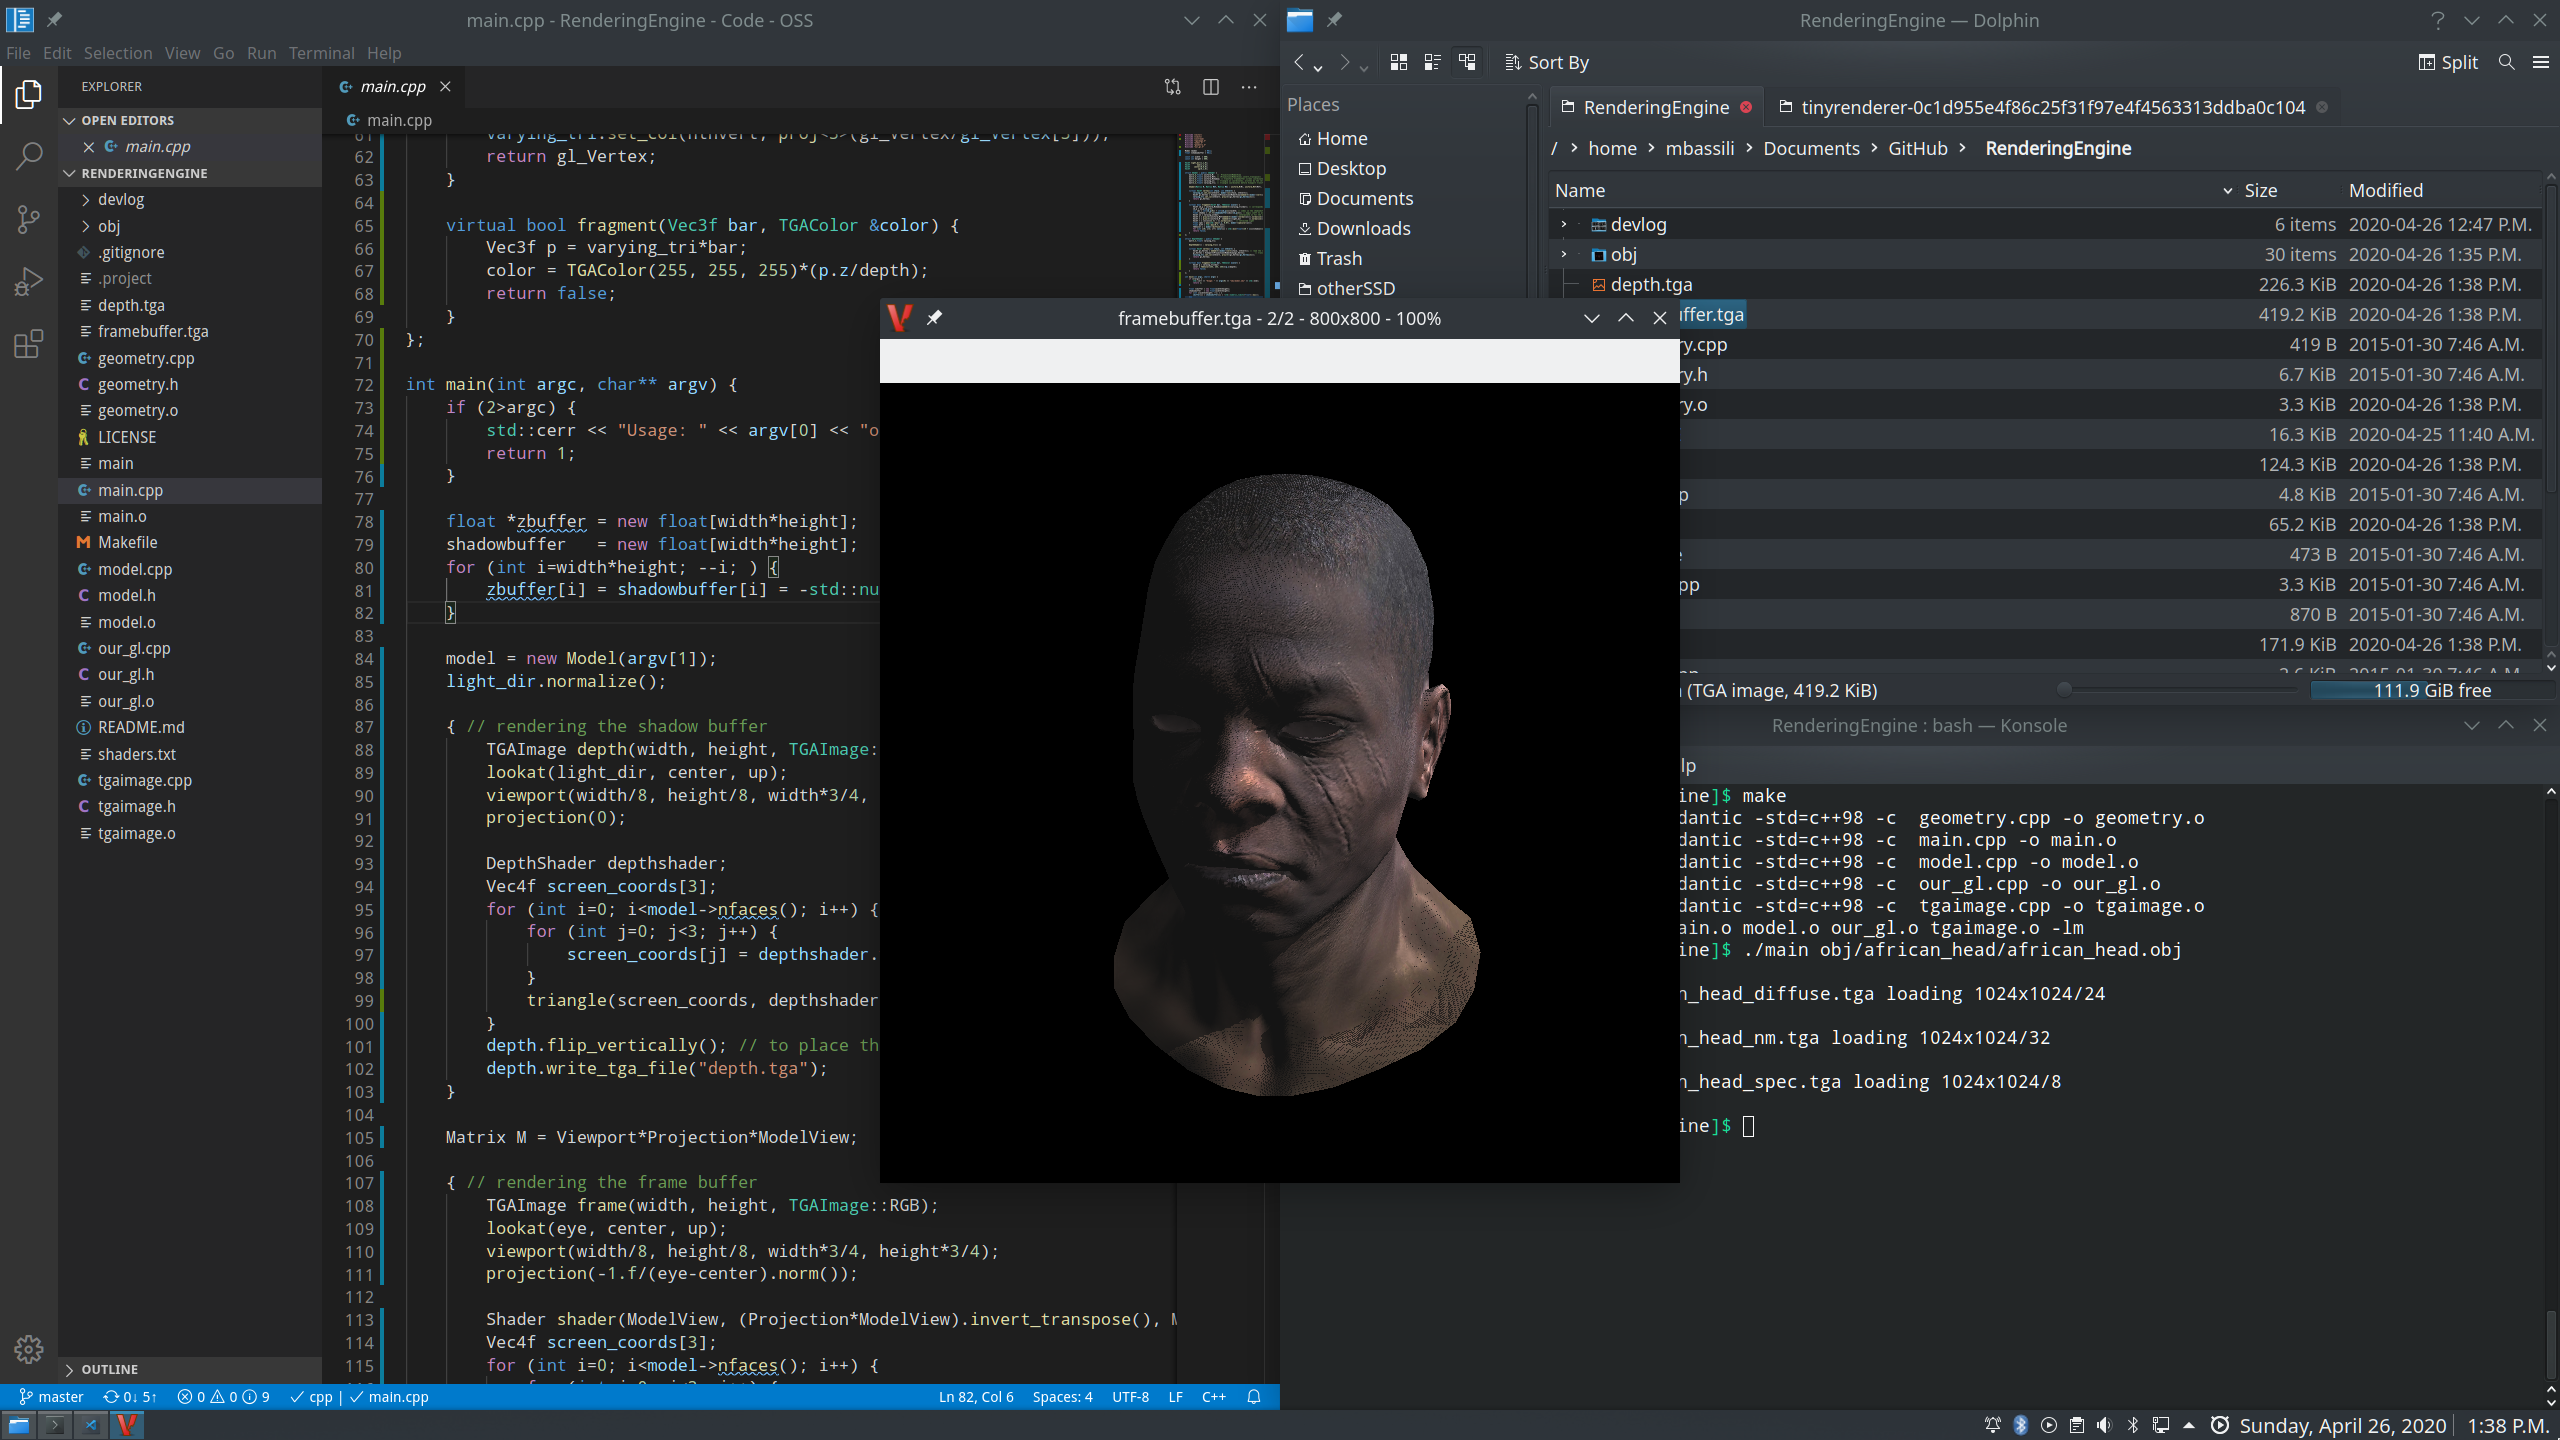 main.cpp - RenderingEngine - Code - OSS
File Edit Selection View Go Run Terminal Help
EXPLORER
OPEN EDITORS
main.cpp
RENDERINGENGINE
devlog
obj
.gitignore
.project
depth.tga
framebuffer.tga
geometry.cpp
geometry.h
geometry.o
LICENSE
main
main.cpp
main.o
Makefile
model.cpp
model.h
model.o
our_gl.cpp
our_gl.h
our_gl.o
README.md
shaders.txt
tgaimage.cpp
tgaimage.h
tgaimage.o
OUTLINE
main.cpp
main.cpp
61 varying_tri.set_col(nthvert, proj<3>(gl_Vertex/gl_Vertex[3]));
62 return gl_Vertex;
63 }
64
65 virtual bool fragment(Vec3f bar, TGAColor &color) {
66 Vec3f p = varying_tri*bar;
67 color = TGAColor(255, 255, 255)*(p.z/depth);
68 return false;
69 }
70 };
71
72 int main(int argc, char** argv) {
73 if (2>argc) {
74 std::cerr << "Usage: " << argv[0] << "o
75 return 1;
76 }
77
78 float *zbuffer = new float[width*height];
79 shadowbuffer = new float[width*height];
80 for (int i=width*height; --i; ) {
81 zbuffer[i] = shadowbuffer[i] = -std::nu
82 }
83
84 model = new Model(argv[1]);
85 light_dir.normalize();
86
87 { // rendering the shadow buffer
88 TGAImage depth(width, height, TGAImage:
89 lookat(light_dir, center, up);
90 viewport(width/8, height/8, width*3/4,
91 projection(0);
92
93 DepthShader depthshader;
94 Vec4f screen_coords[3];
95 for (int i=0; i<model->nfaces(); i++) {
96 for (int j=0; j<3; j++) {
97 screen_coords[j] = depthshader.
98 }
99 triangle(screen_coords, depthshader
100 }
101 depth.flip_vertically(); // to place th
102 depth.write_tga_file("depth.tga");
103 }
104
105 Matrix M = Viewport*Projection*ModelView;
106
107 { // rendering the frame buffer
108 TGAImage frame(width, height, TGAImage::RGB);
109 lookat(eye, center, up);
110 viewport(width/8, height/8, width*3/4, height*3/4);
111 projection(-1.f/(eye-center).norm());
112
113 Shader shader(ModelView, (Projection*ModelView).invert_transpose(), M
114 Vec4f screen_coords[3];
115 for (int i=0; i<model->nfaces(); i++) {
master 0↓ 5↑ 0 0 9 cpp | main.cpp Ln 82, Col 6 Spaces: 4 UTF-8 LF C++
framebuffer.tga - 2/2 - 800x800 - 100%
RenderingEngine — Dolphin
Sort By Split
Places
Home
Desktop
Documents
Downloads
Trash
otherSSD
RenderingEngine tinyrenderer-0c1d955e4f86c25f31f97e4f4563313ddba0c104
/ > home > mbassili > Documents > GitHub > RenderingEngine
Name Size Modified
devlog 6 items 2020-04-26 12:47 P.M.
obj 30 items 2020-04-26 1:35 P.M.
depth.tga 226.3 KiB 2020-04-26 1:38 P.M.
ffer.tga 419.2 KiB 2020-04-26 1:38 P.M.
ry.cpp 419 B 2015-01-30 7:46 A.M.
ry.h 6.7 KiB 2015-01-30 7:46 A.M.
ry.o 3.3 KiB 2020-04-26 1:38 P.M.
16.3 KiB 2020-04-25 11:40 A.M.
124.3 KiB 2020-04-26 1:38 P.M.
p 4.8 KiB 2015-01-30 7:46 A.M.
65.2 KiB 2020-04-26 1:38 P.M.
e 473 B 2015-01-30 7:46 A.M.
pp 3.3 KiB 2015-01-30 7:46 A.M.
870 B 2015-01-30 7:46 A.M.
171.9 KiB 2020-04-26 1:38 P.M.
(TGA image, 419.2 KiB) 111.9 GiB free
RenderingEngine : bash — Konsole
lp
ine]$ make
dantic -std=c++98 -c geometry.cpp -o geometry.o
dantic -std=c++98 -c main.cpp -o main.o
dantic -std=c++98 -c model.cpp -o model.o
dantic -std=c++98 -c our_gl.cpp -o our_gl.o
dantic -std=c++98 -c tgaimage.cpp -o tgaimage.o
ain.o model.o our_gl.o tgaimage.o -lm
ine]$ ./main obj/african_head/african_head.obj
n_head_diffuse.tga loading 1024x1024/24
n_head_nm.tga loading 1024x1024/32
n_head_spec.tga loading 1024x1024/8
ine]$
Sunday, April 26, 2020 1:38 P.M.